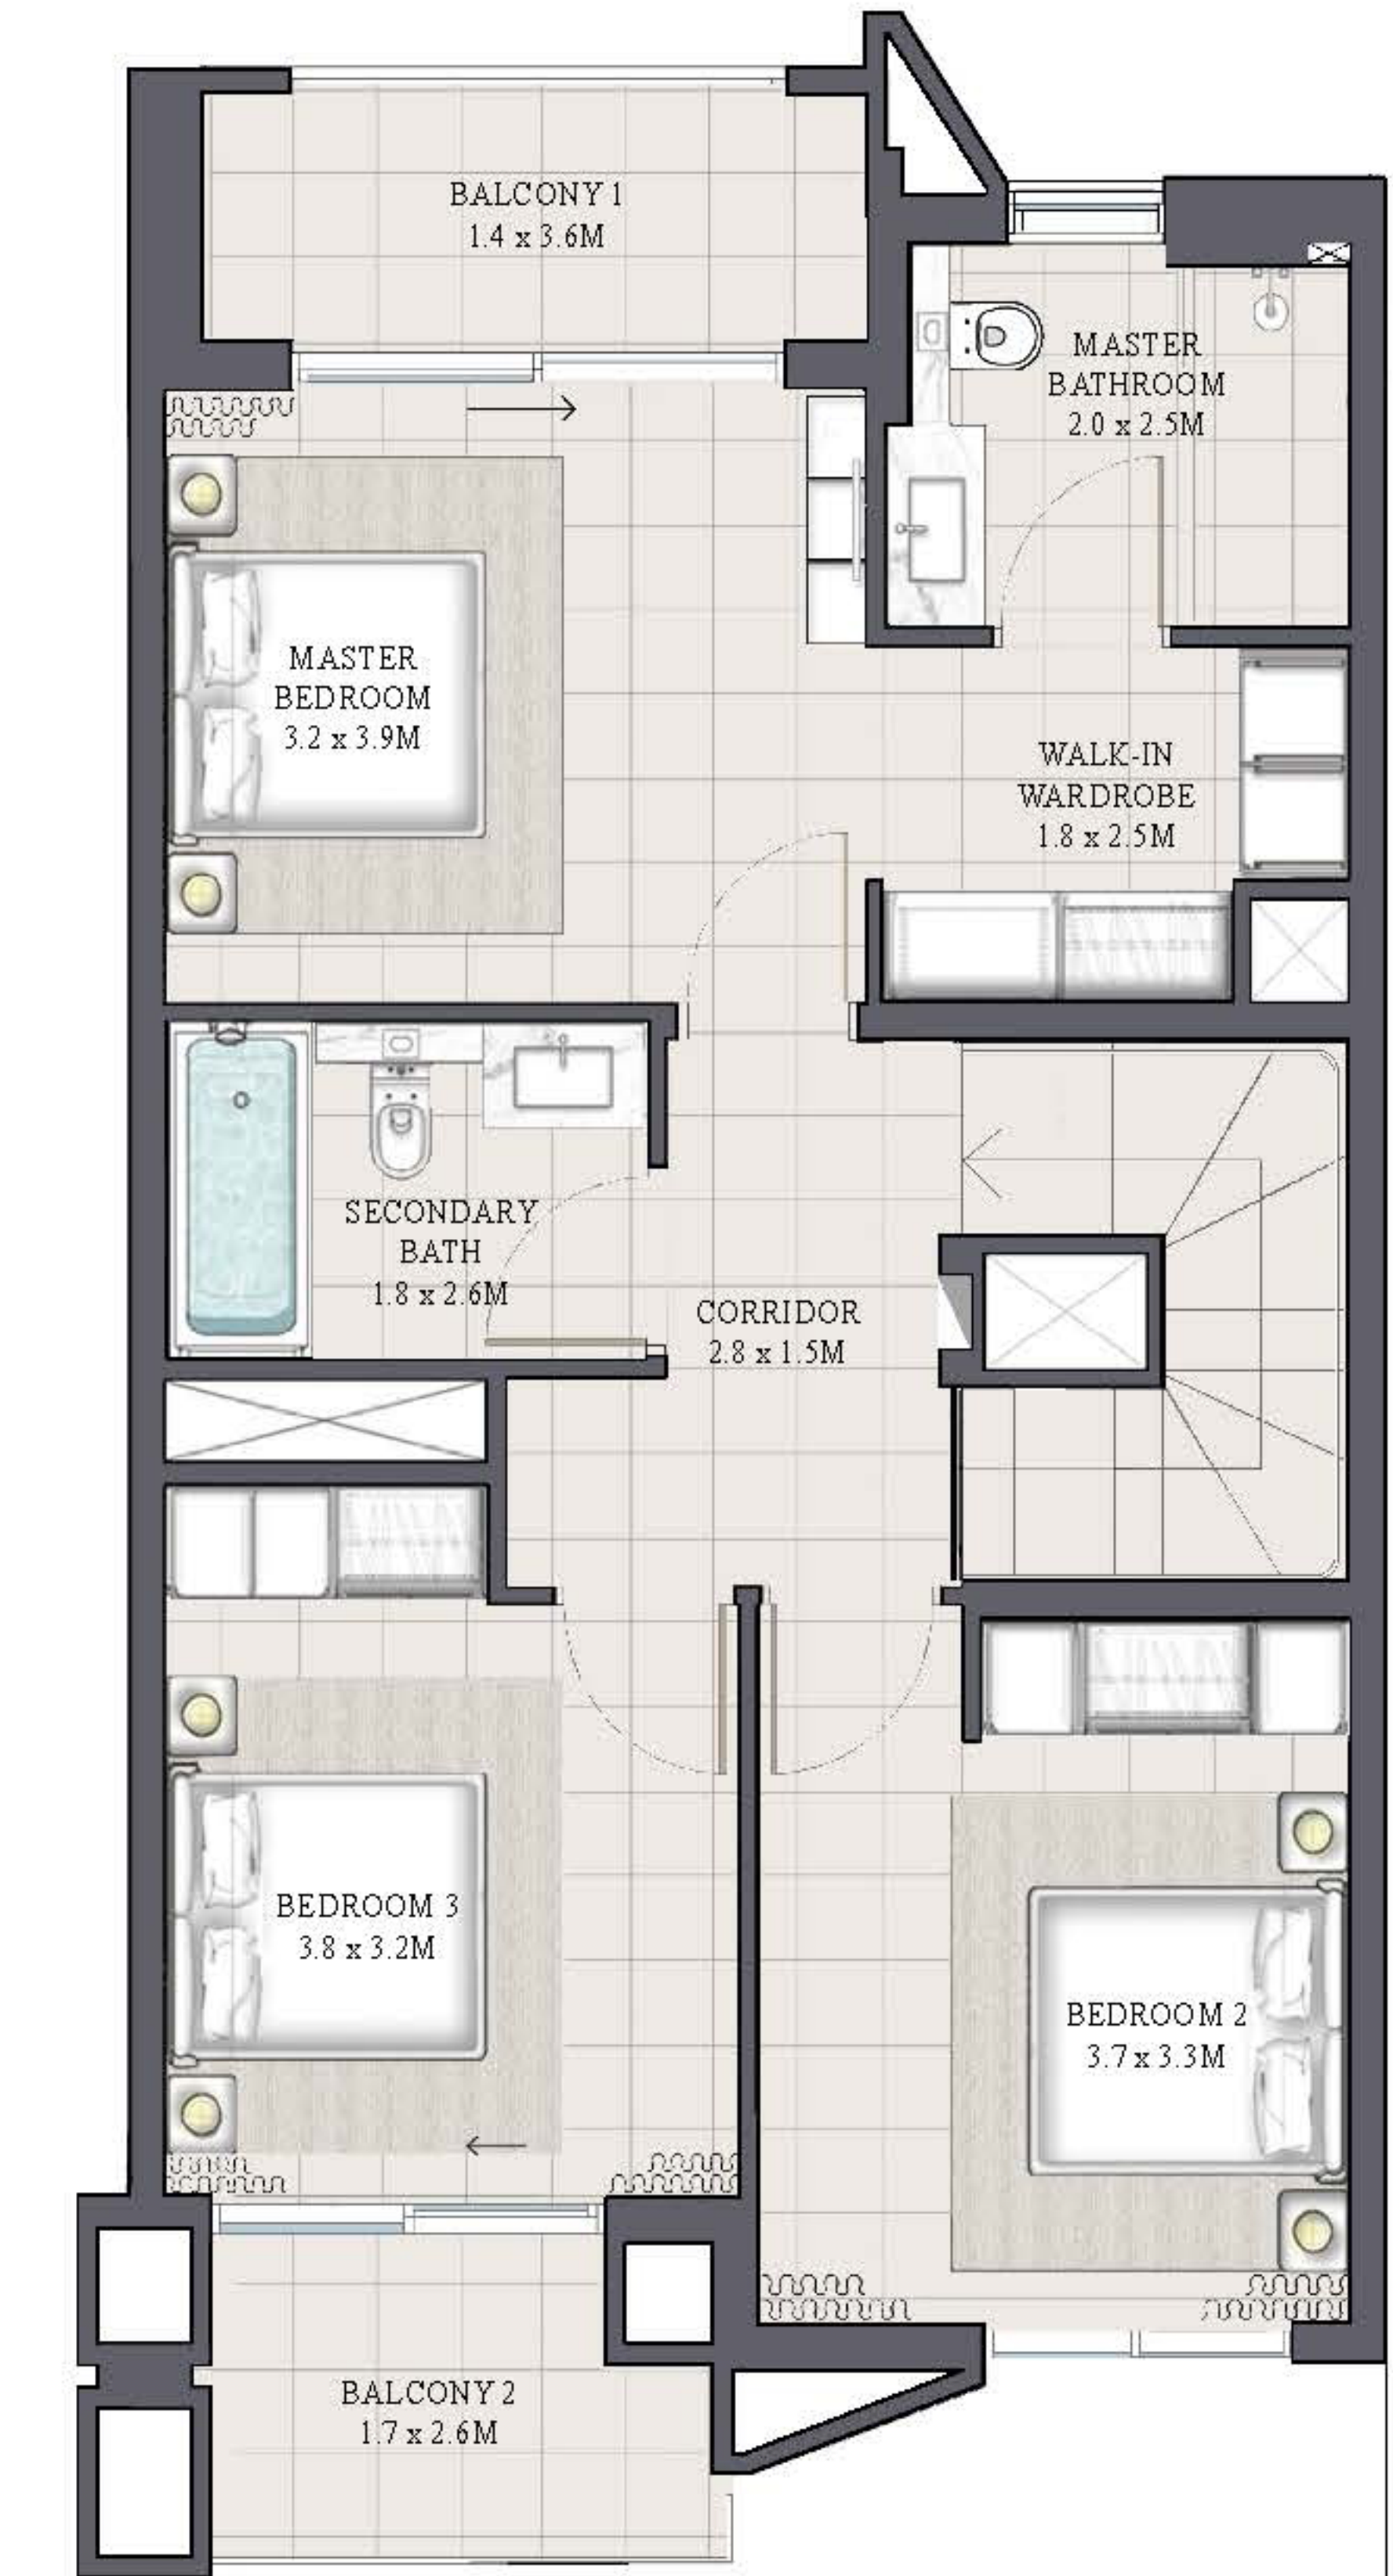 BALCONY 1
1.4 x 3.6M
MASTER
BATHROOM
2.0 x 2.5M
MASTER
BEDROOM
3.2 x 3.9M
WALK-IN
WARDROBE
1.8 x 2.5M
SECONDARY
BATH
1.8 x 2.6M
CORRIDOR
2.8 x 1.5M
BEDROOM 3
3.8 x 3.2M
BEDROOM 2
3.7 x 3.3M
BALCONY 2
1.7 x 2.6M